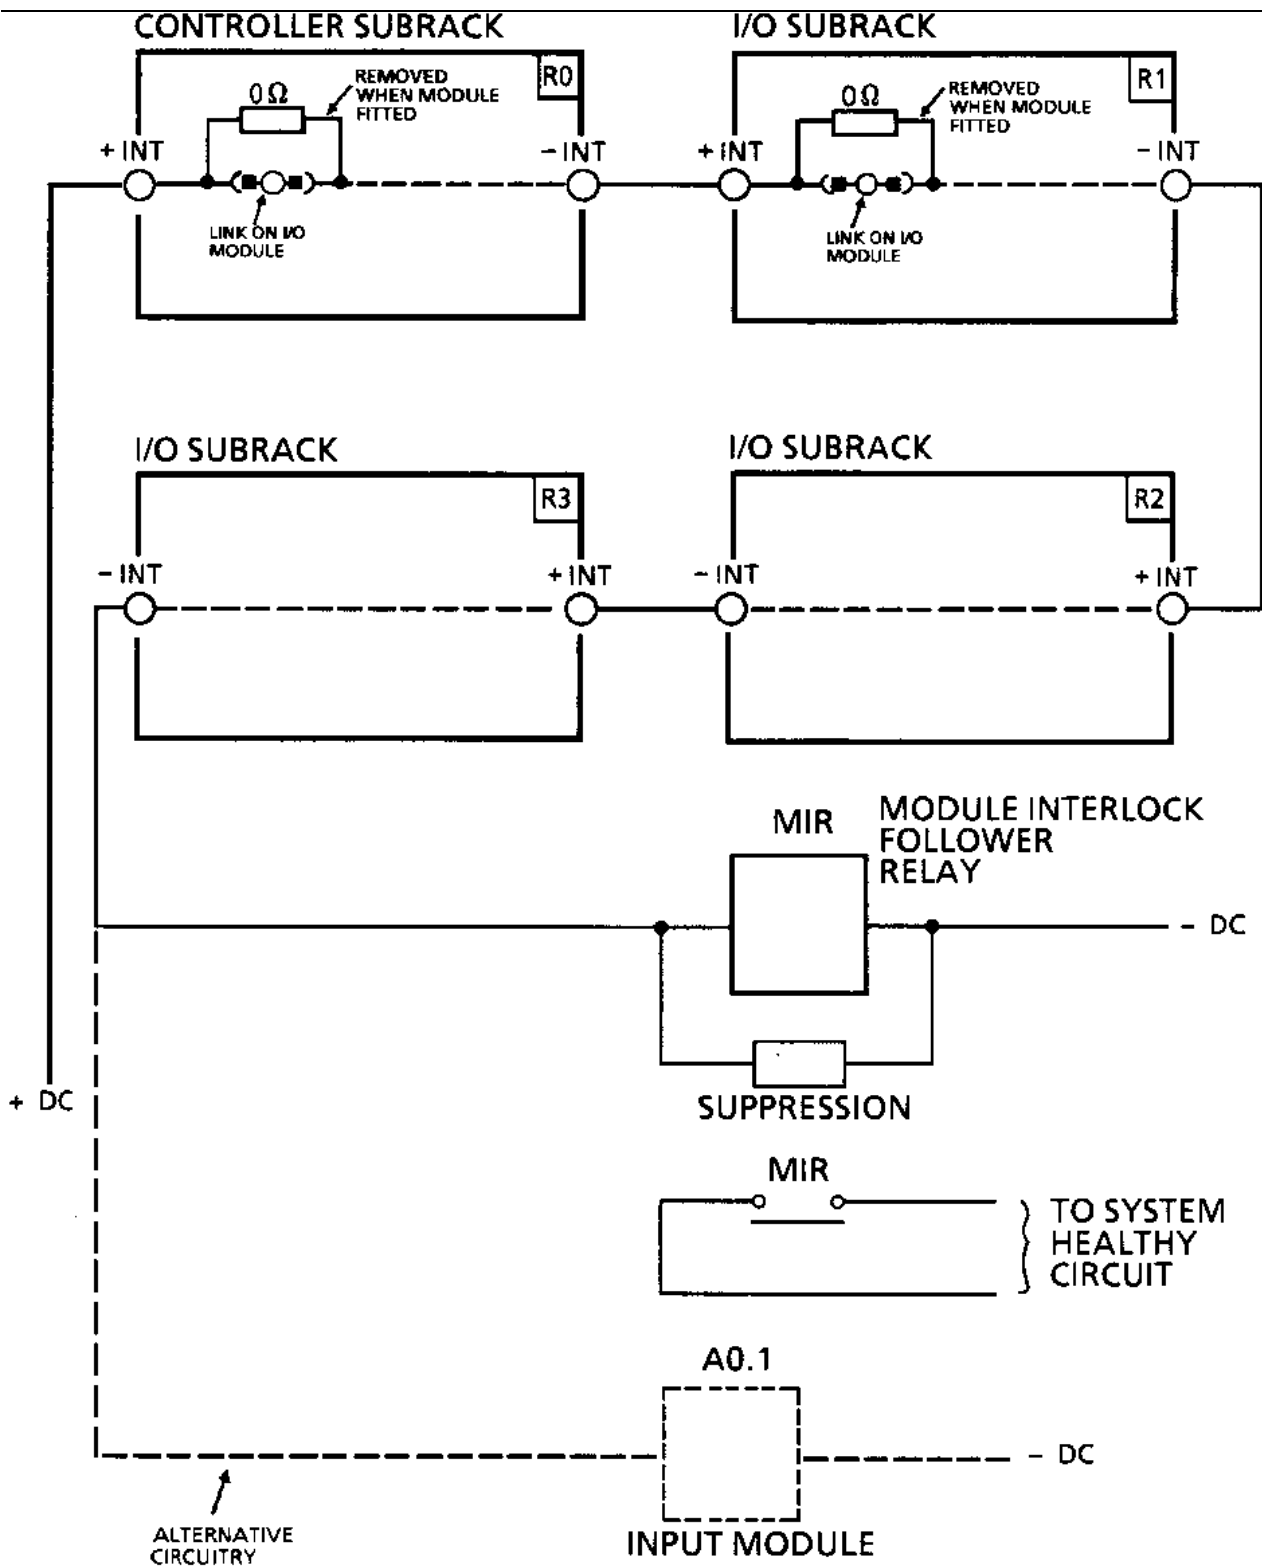 CONTROLLER SUBRACK
R0
0Ω
REMOVED
WHEN MODULE
FITTED
+ INT
- INT
LINK ON I/O
MODULE
I/O SUBRACK
R1
0Ω
REMOVED
WHEN MODULE
FITTED
+ INT
- INT
LINK ON I/O
MODULE
I/O SUBRACK
R3
- INT
+ INT
I/O SUBRACK
R2
- INT
+ INT
MIR
MODULE INTERLOCK
FOLLOWER
RELAY
- DC
+ DC
SUPPRESSION
MIR
TO SYSTEM
HEALTHY
CIRCUIT
A0.1
- DC
INPUT MODULE
ALTERNATIVE
CIRCUITRY